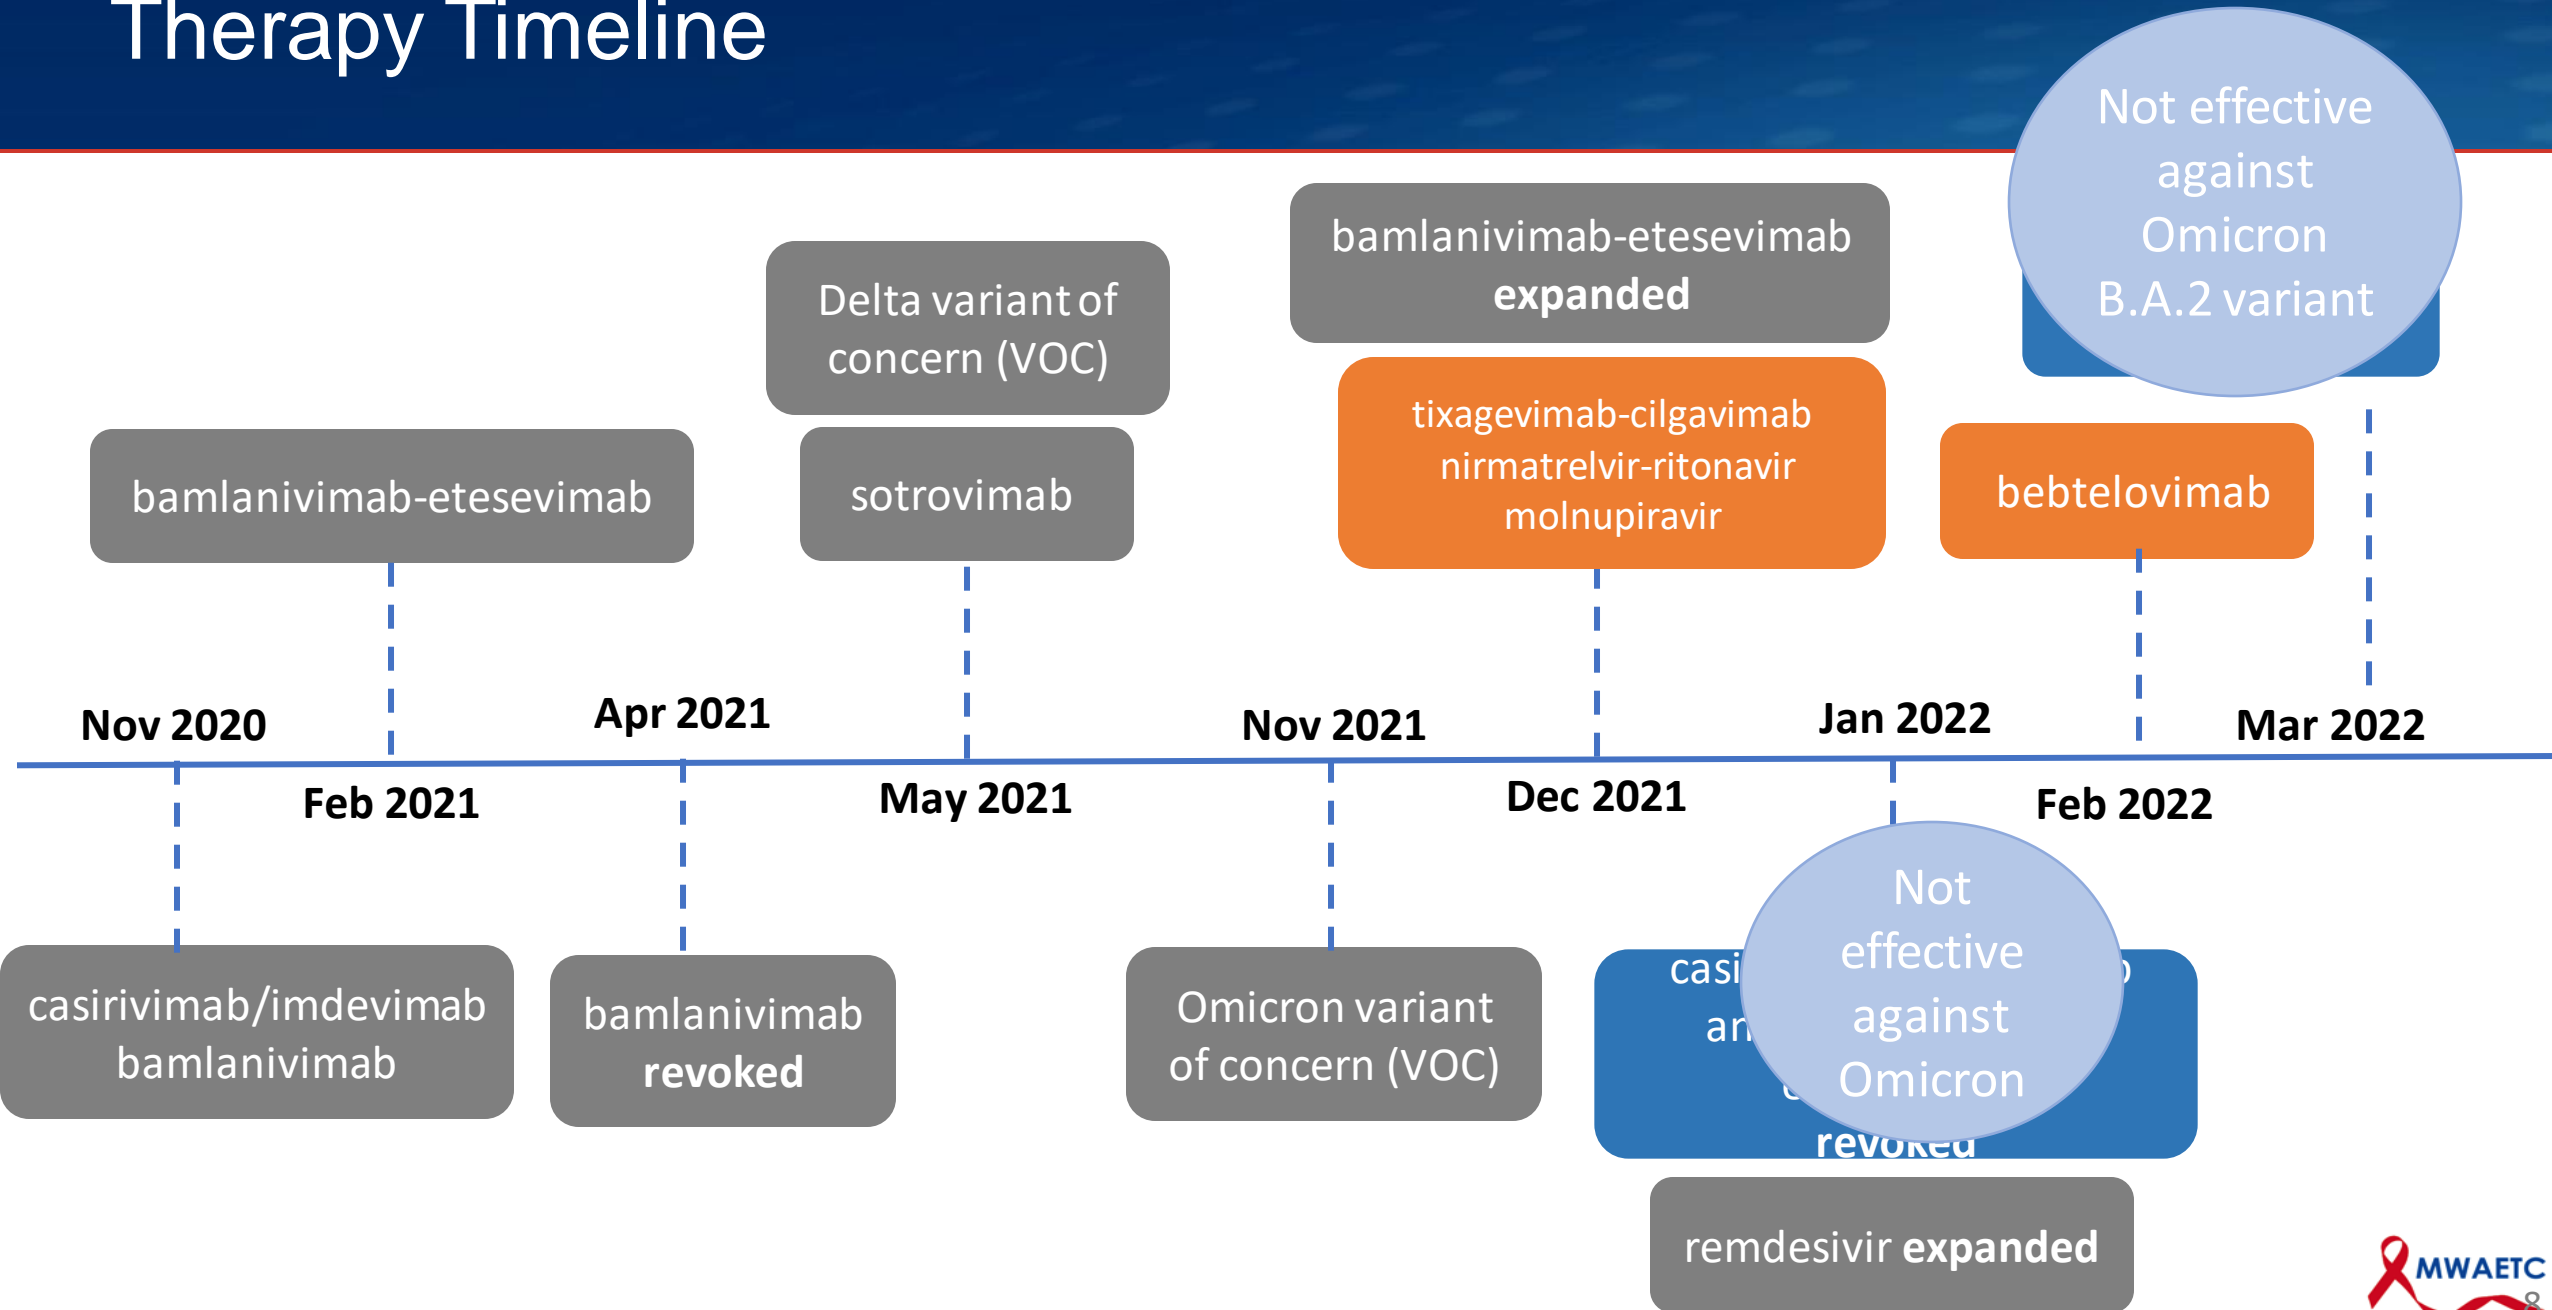 Therapy Timeline
Not effective
against
Omicron
B.A.2 variant
bamlanivimab-etesevimab
expanded
Delta variant of
concern (VOC)
tixagevimab-cilgavimab
nirmatrelvir-ritonavir
molnupiravir
bamlanivimab-etesevimab
sotrovimab
bebtelovimab
Nov 2020
Apr 2021
Nov 2021
Jan 2022
Mar 2022
Feb 2021
May 2021
Dec 2021
Feb 2022
casirivimab/imdevimab
bamlanivimab
bamlanivimab
revoked
Omicron variant
of concern (VOC)
Not
effective
against
Omicron
revoked
remdesivir expanded
MWAETC
8